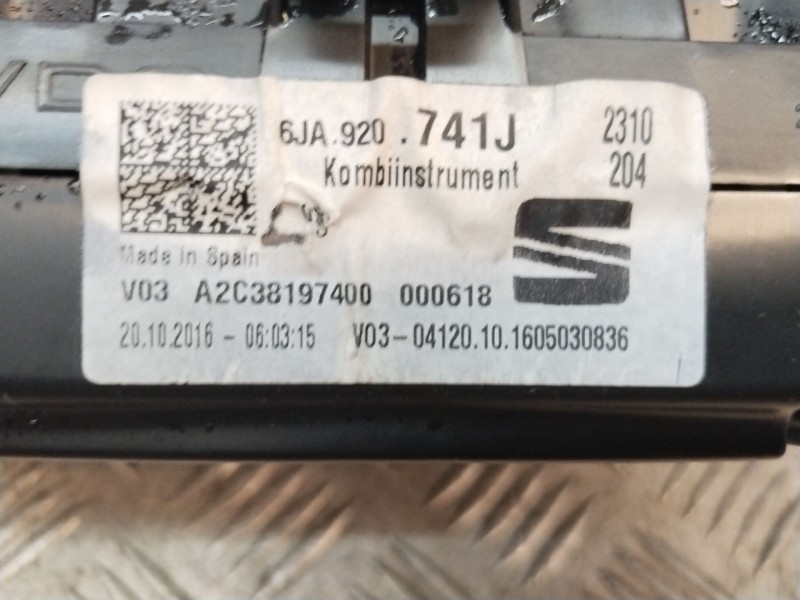 VDO
6JA.920 .741J 2310
Kombiinstrument 204
Made in Spain
V03 A2C38197400 000618
20.10.2016 - 06:03:15 V03-04120.10.1605030836